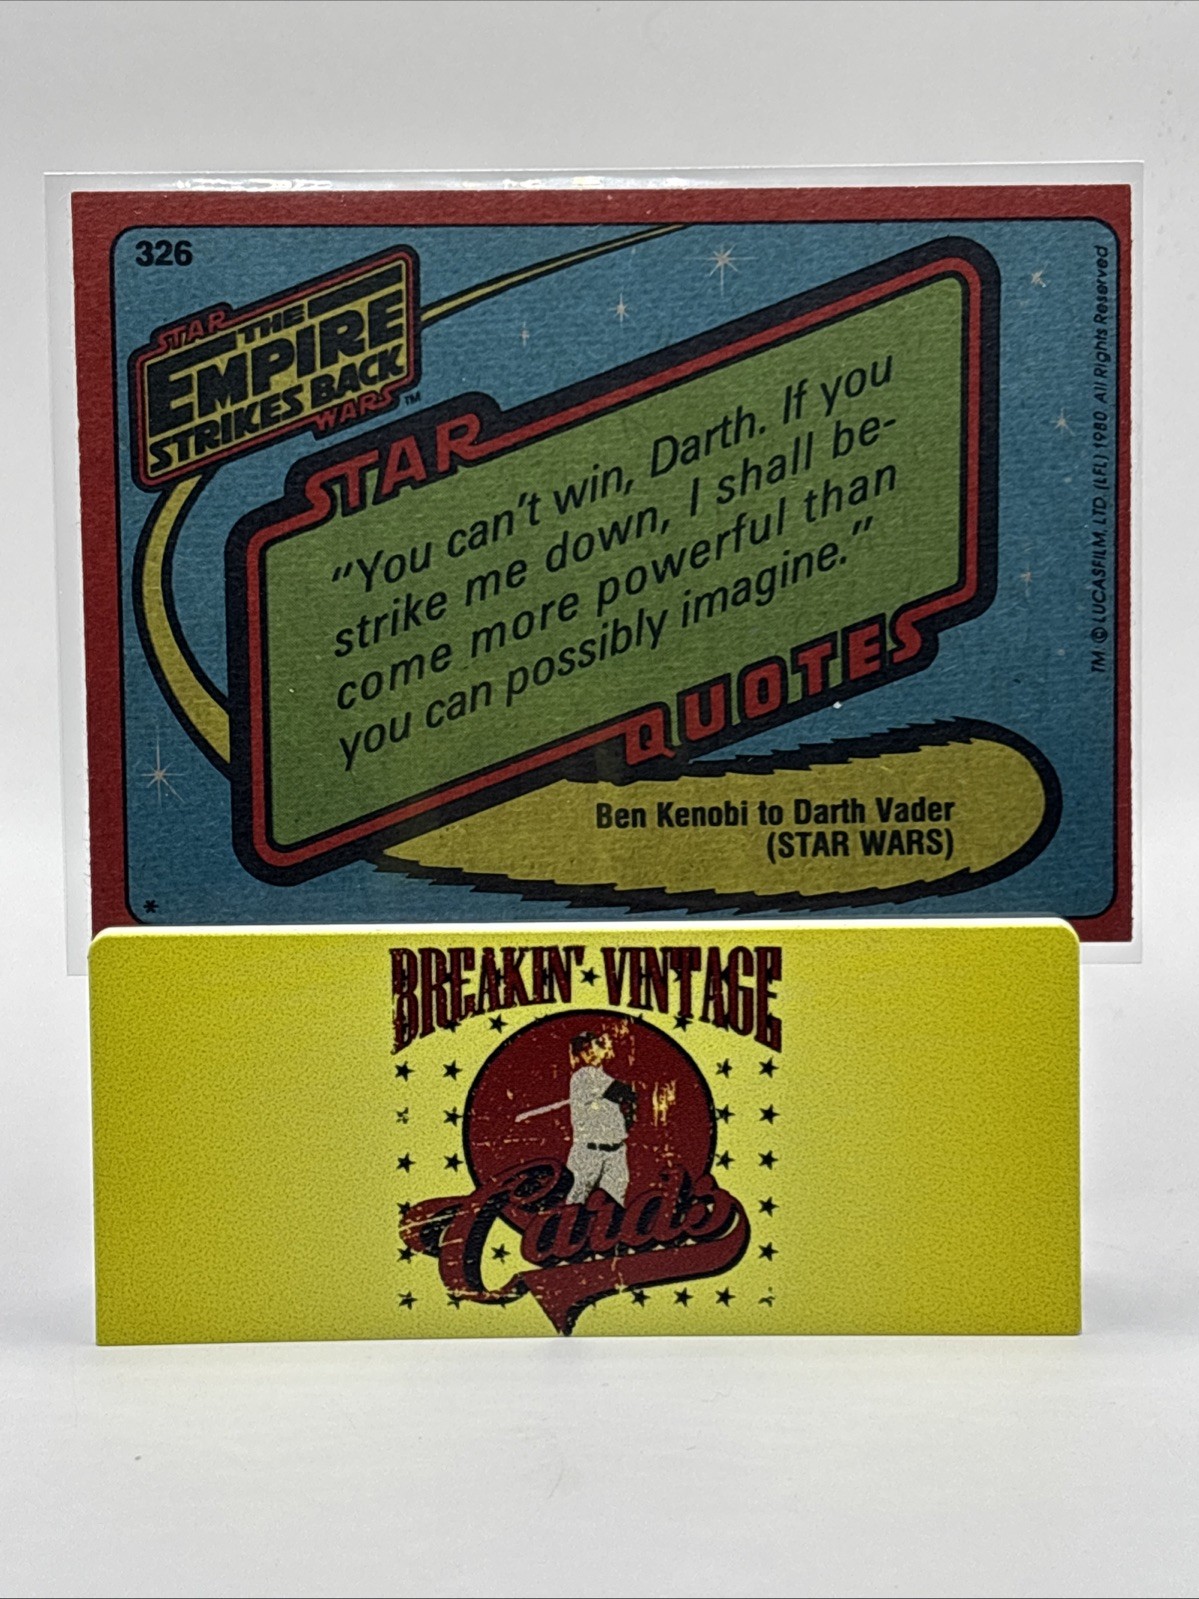 326
STAR
THE
EMPIRE
STRIKES BACK
WARS™
STAR
"You can't win, Darth. If you
strike me down, I shall be-
come more powerful than
you can possibly imagine."
QUOTES
Ben Kenobi to Darth Vader
(STAR WARS)
*
TM & © LUCASFILM, LTD. (LFL) 1980 All Rights Reserved
BREAKIN' VINTAGE
Cards